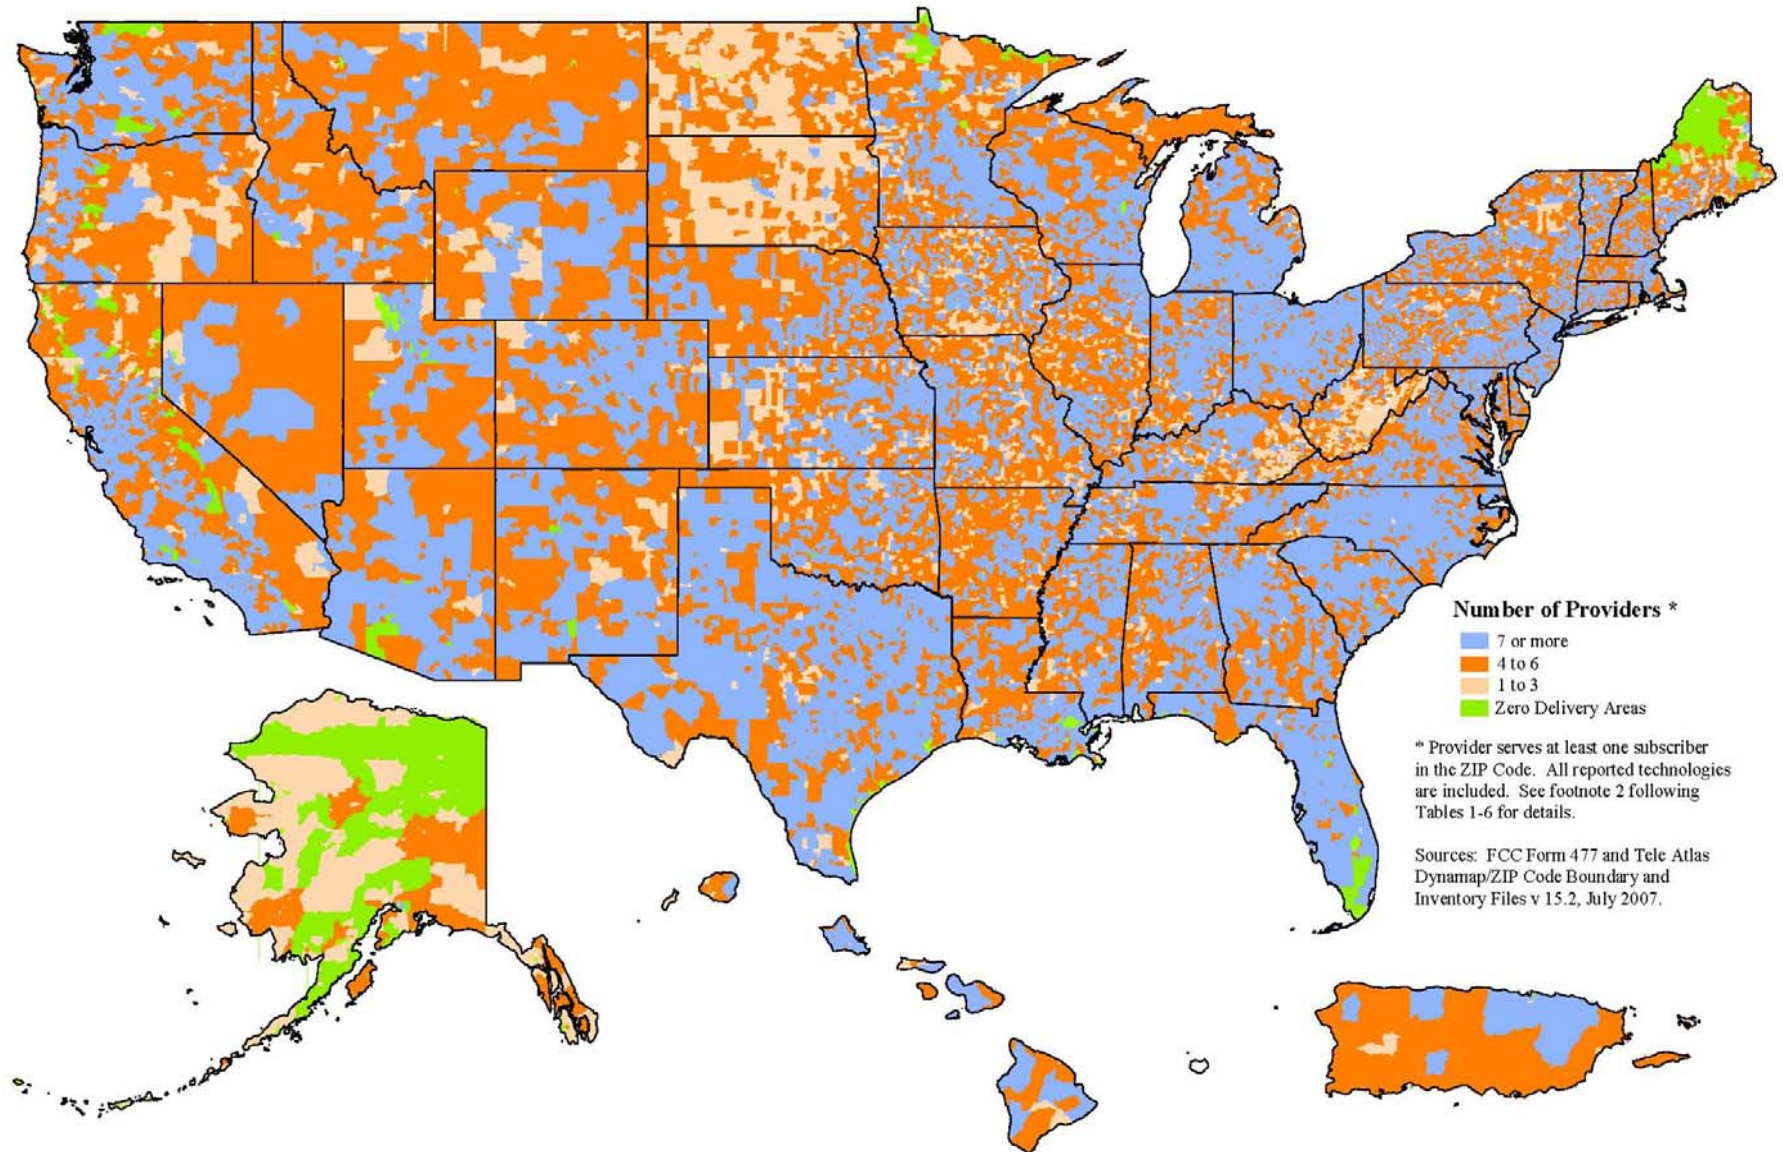 Number of Providers *
7 or more
4 to 6
1 to 3
Zero Delivery Areas
* Provider serves at least one subscriber
in the ZIP Code. All reported technologies
are included. See footnote 2 following
Tables 1-6 for details.
Sources: FCC Form 477 and Tele Atlas
Dynamap/ZIP Code Boundary and
Inventory Files v 15.2, July 2007.